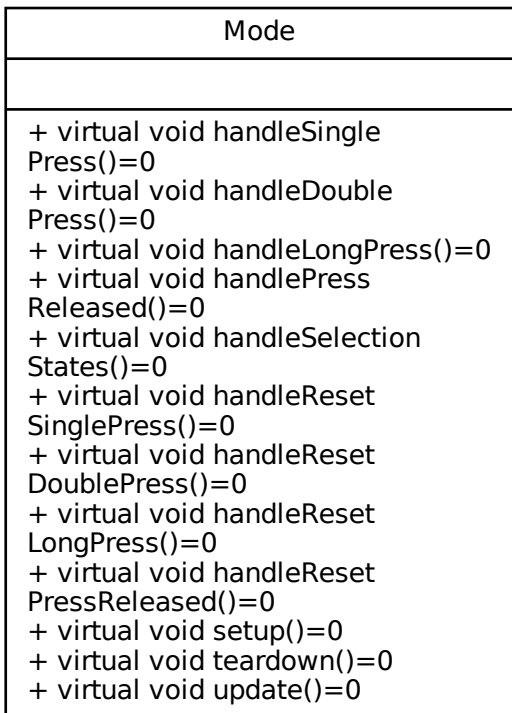 Mode
+ virtual void handleSingle
Press()=0
+ virtual void handleDouble
Press()=0
+ virtual void handleLongPress()=0
+ virtual void handlePress
Released()=0
+ virtual void handleSelection
States()=0
+ virtual void handleReset
SinglePress()=0
+ virtual void handleReset
DoublePress()=0
+ virtual void handleReset
LongPress()=0
+ virtual void handleReset
PressReleased()=0
+ virtual void setup()=0
+ virtual void teardown()=0
+ virtual void update()=0